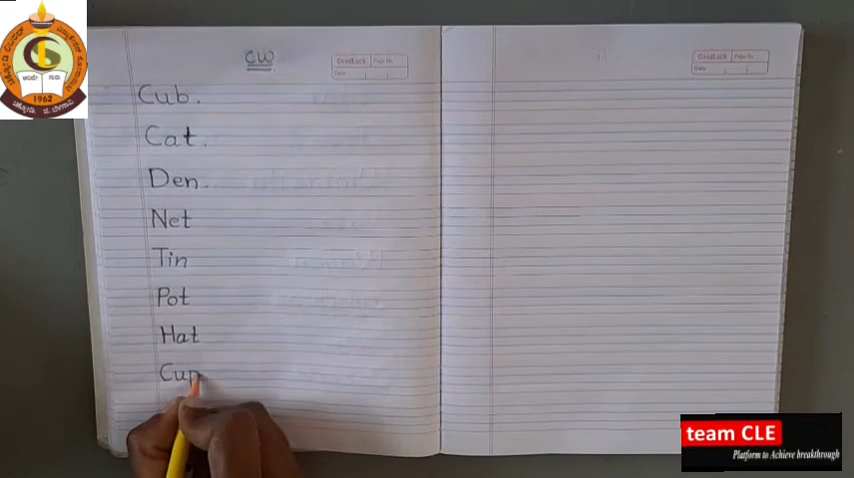 CW
GoodLuck Page No.
Date
GoodLuck Page No.
Date
Cub.
Cat.
Den.
Net
Tin
Pot
Hat
Cup
1962
team CLE
Platform to Achieve breakthrough